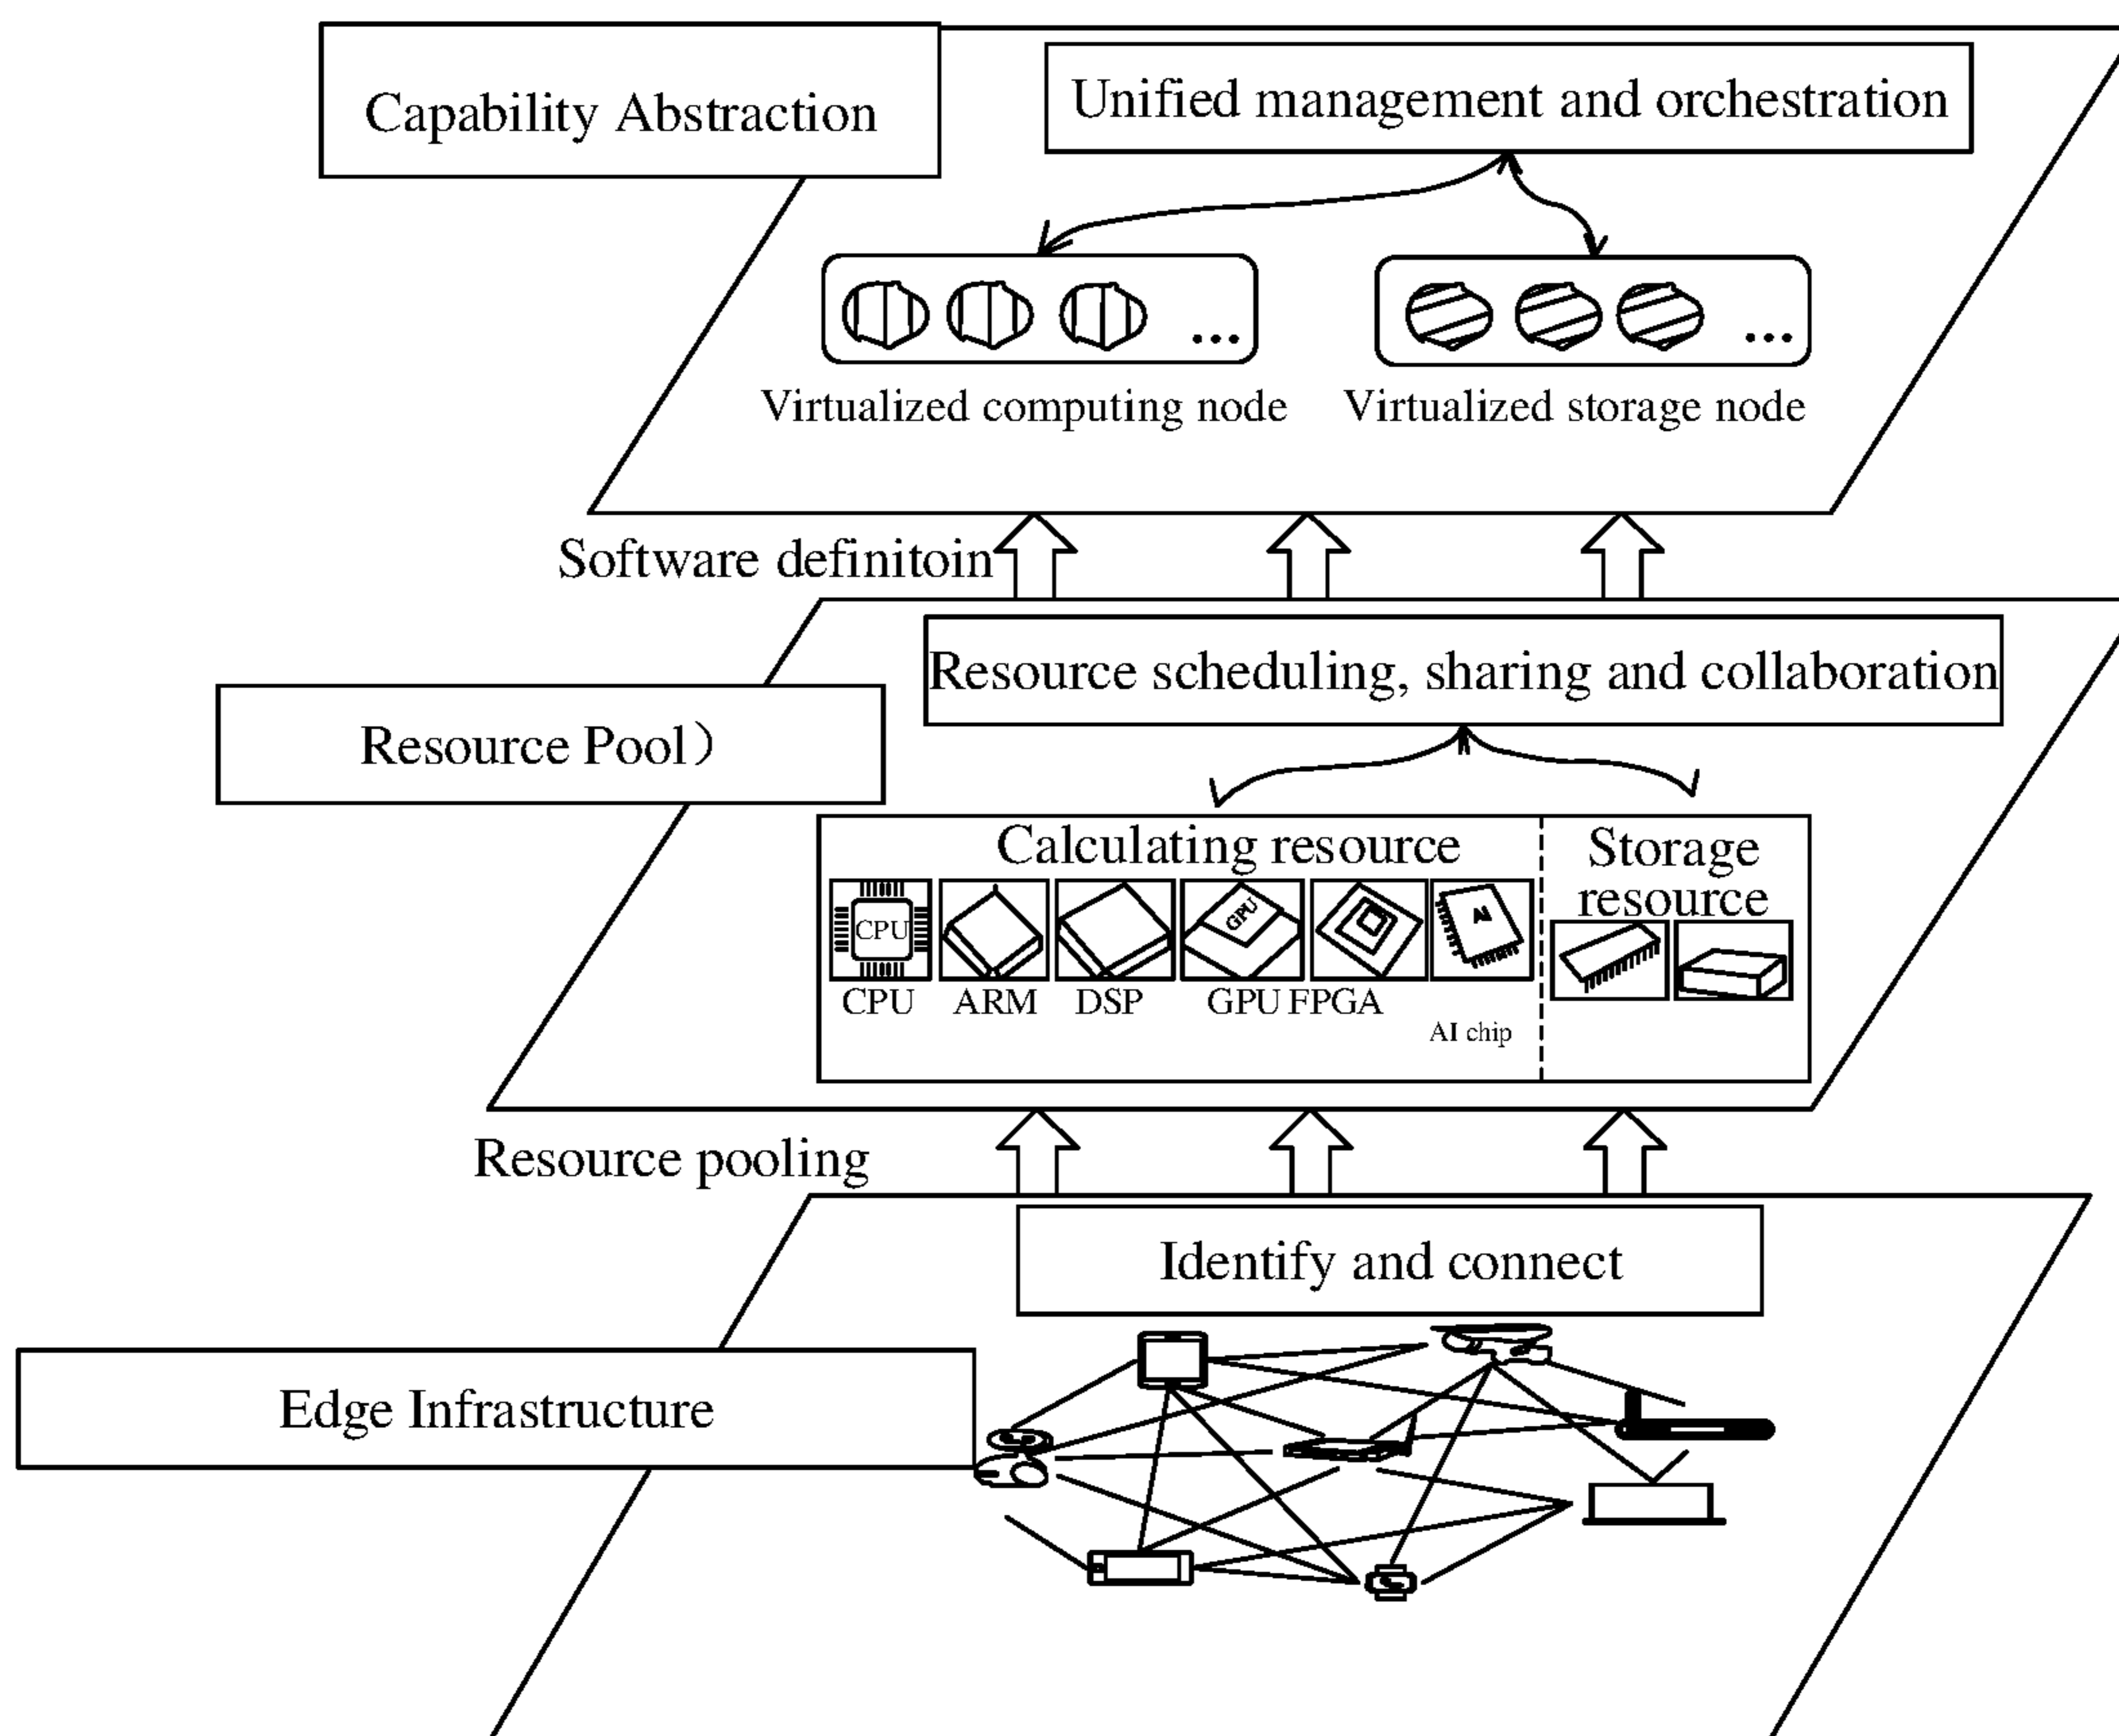 Capability Abstraction
Unified management and orchestration
Virtualized computing node
Virtualized storage node
Software definitoin
Resource scheduling, sharing and collaboration
Resource Pool）
Calculating resource
Storage
resource
CPU
GPU
AI
CPU
ARM
DSP
GPU
FPGA
AI chip
Resource pooling
Identify and connect
Edge Infrastructure